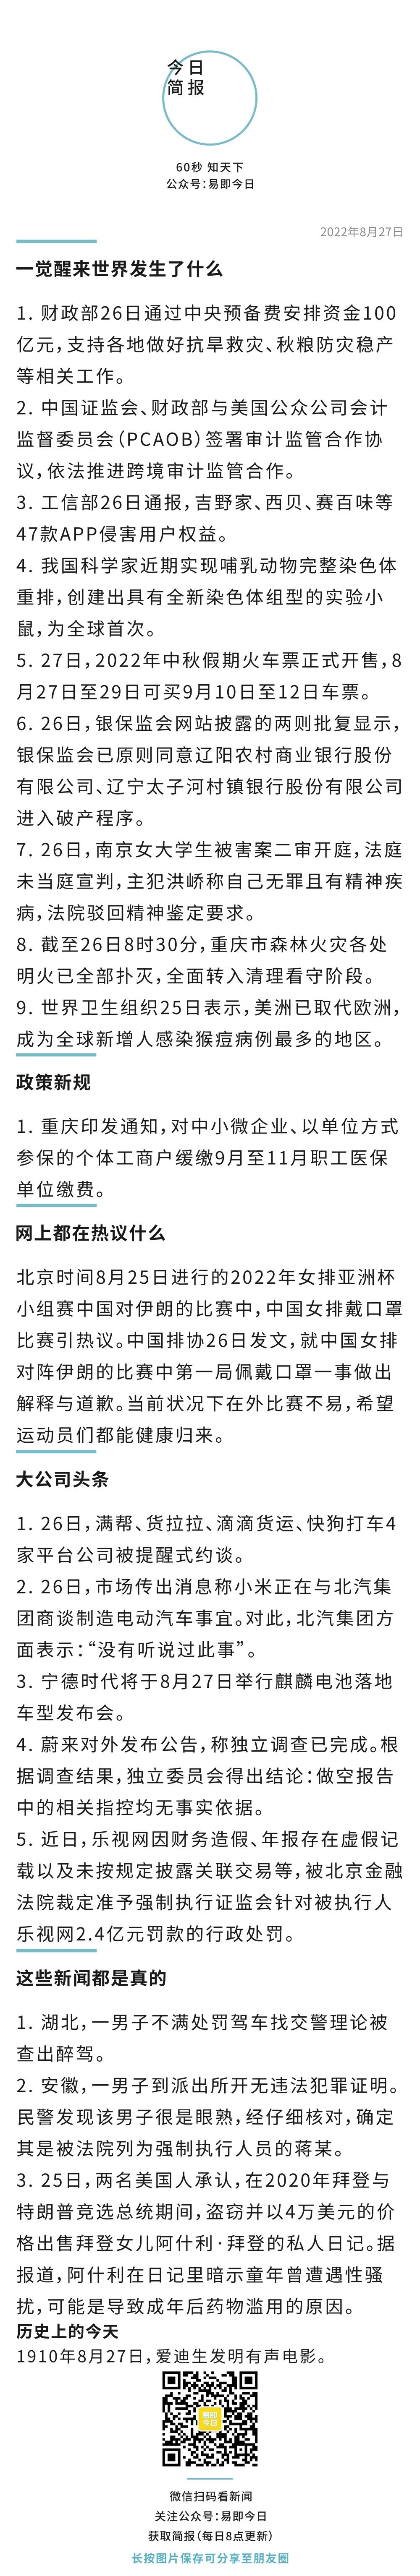 今日
简报
60秒 知天下
公众号：易即今日
2022年8月27日
一觉醒来世界发生了什么
1. 财政部26日通过中央预备费安排资金100
亿元，支持各地做好抗旱救灾、秋粮防灾稳产
等相关工作。
2. 中国证监会、财政部与美国公众公司会计
监督委员会（PCAOB）签署审计监管合作协
议，依法推进跨境审计监管合作。
3. 工信部26日通报，吉野家、西贝、赛百味等
47款APP侵害用户权益。
4. 我国科学家近期实现哺乳动物完整染色体
重排，创建出具有全新染色体组型的实验小
鼠，为全球首次。
5. 27日，2022年中秋假期火车票正式开售，8
月27日至29日可买9月10日至12日车票。
6. 26日，银保监会网站披露的两则批复显示，
银保监会已原则同意辽阳农村商业银行股份
有限公司、辽宁太子河村镇银行股份有限公司
进入破产程序。
7. 26日，南京女大学生被害案二审开庭，法庭
未当庭宣判，主犯洪峤称自己无罪且有精神疾
病，法院驳回精神鉴定要求。
8. 截至26日8时30分，重庆市森林火灾各处
明火已全部扑灭，全面转入清理看守阶段。
9. 世界卫生组织25日表示，美洲已取代欧洲，
成为全球新增人感染猴痘病例最多的地区。
政策新规
1. 重庆印发通知，对中小微企业、以单位方式
参保的个体工商户缓缴9月至11月职工医保
单位缴费。
网上都在热议什么
北京时间8月25日进行的2022年女排亚洲杯
小组赛中国对伊朗的比赛中，中国女排戴口罩
比赛引热议。中国排协26日发文，就中国女排
对阵伊朗的比赛中第一局佩戴口罩一事做出
解释与道歉。当前状况下在外比赛不易，希望
运动员们都能健康归来。
大公司头条
1. 26日，满帮、货拉拉、滴滴货运、快狗打车4
家平台公司被提醒式约谈。
2. 26日，市场传出消息称小米正在与北汽集
团商谈制造电动汽车事宜。对此，北汽集团方
面表示：“没有听说过此事”。
3. 宁德时代将于8月27日举行麒麟电池落地
车型发布会。
4. 蔚来对外发布公告，称独立调查已完成。根
据调查结果，独立委员会得出结论：做空报告
中的相关指控均无事实依据。
5. 近日，乐视网因财务造假、年报存在虚假记
载以及未按规定披露关联交易等，被北京金融
法院裁定准予强制执行证监会针对被执行人
乐视网2.4亿元罚款的行政处罚。
这些新闻都是真的
1. 湖北，一男子不满处罚驾车找交警理论被
查出醉驾。
2. 安徽，一男子到派出所开无违法犯罪证明。
民警发现该男子很是眼熟，经仔细核对，确定
其是被法院列为强制执行人员的蒋某。
3. 25日，两名美国人承认，在2020年拜登与
特朗普竞选总统期间，盗窃并以4万美元的价
格出售拜登女儿阿什利·拜登的私人日记。据
报道，阿什利在日记里暗示童年曾遭遇性骚
扰，可能是导致成年后药物滥用的原因。
历史上的今天
1910年8月27日，爱迪生发明有声电影。
易即
今日
微信扫码看新闻
关注公众号：易即今日
获取简报（每日8点更新）
长按图片保存可分享至朋友圈